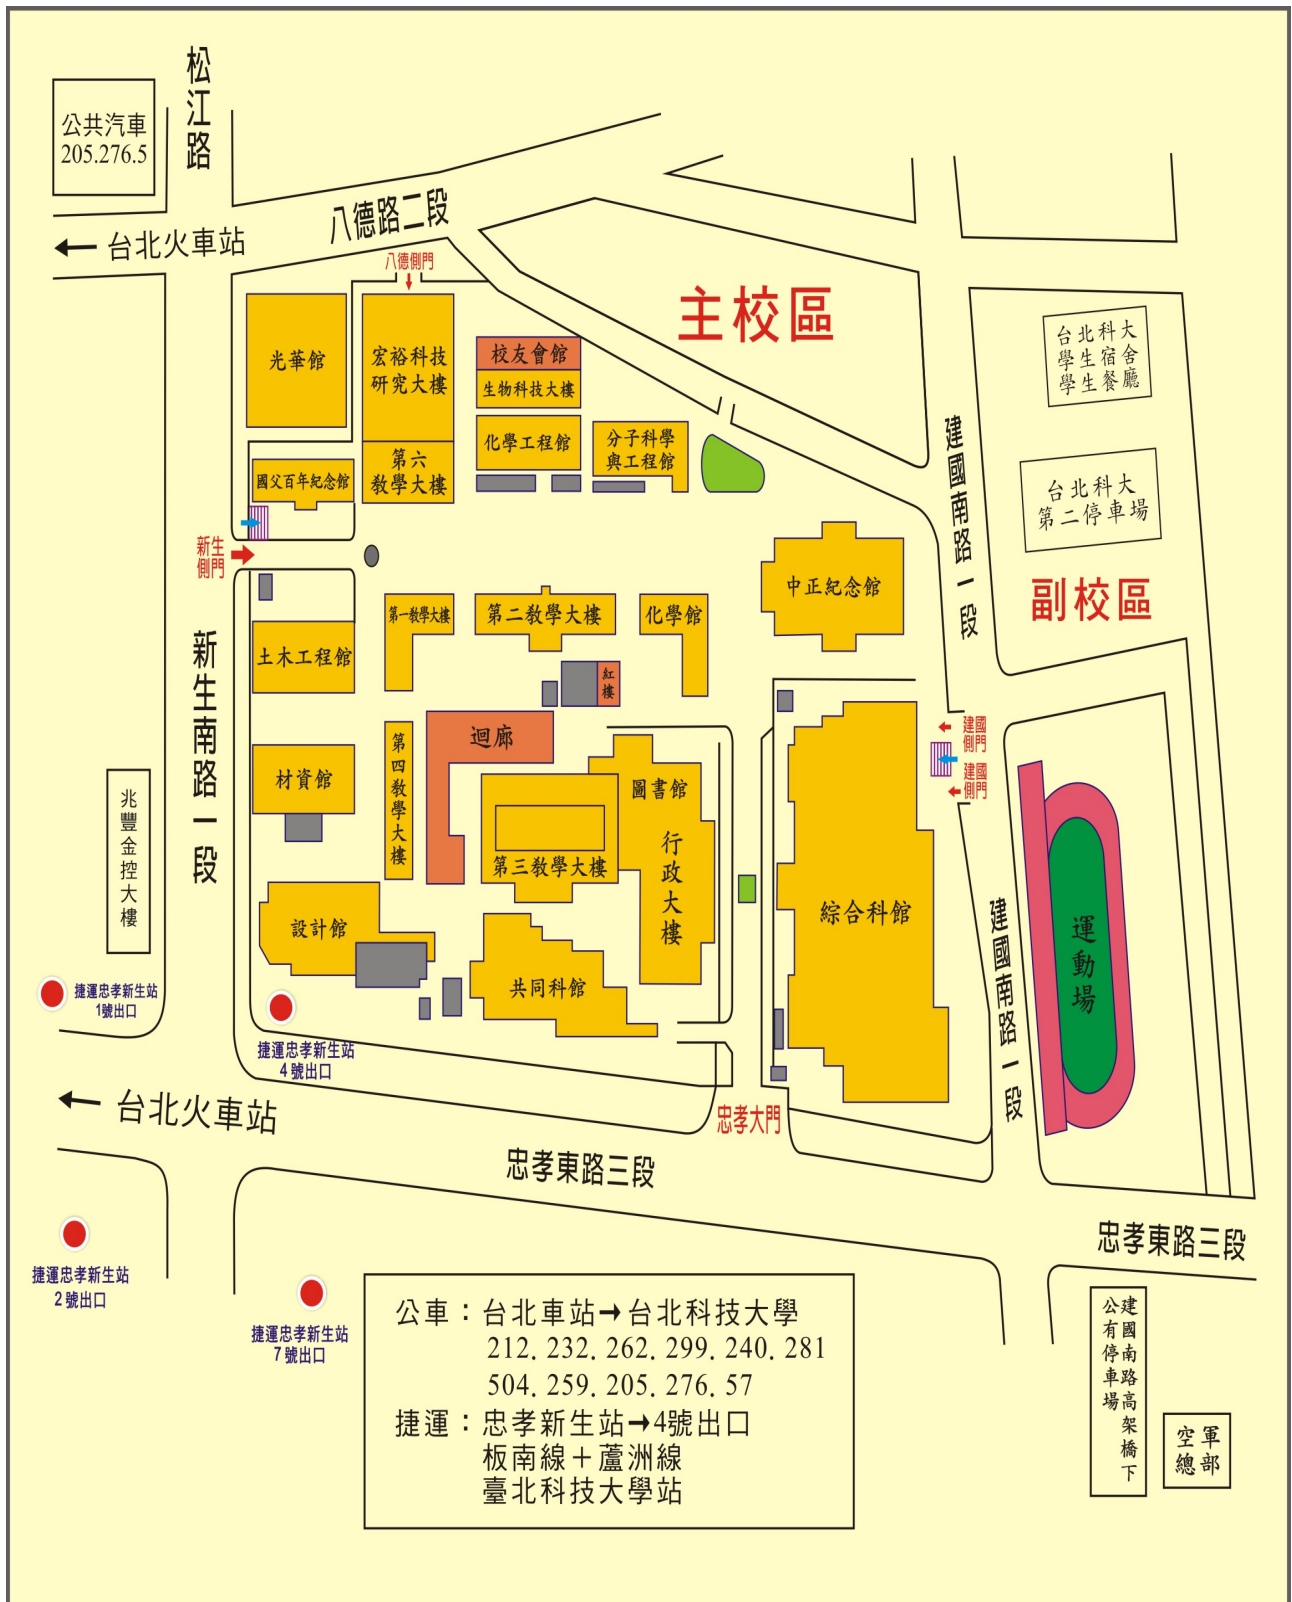 松江路
公共汽車
205.276.5
八德路二段
← 台北火車站
八德側門
主校區
光華館
宏裕科技
研究大樓
校友會館
生物科技大樓
台北科大
學生宿舍
學生餐廳
化學工程館
分子科學
與工程館
第六
教學大樓
國父百年紀念館
建國南路一段
台北科大
第二停車場
新生
側門
中正紀念館
副校區
第一教學大樓
第二教學大樓
化學館
土木工程館
紅樓
新生南路一段
迴廊
第四教學大樓
建國
側門
建國
側門
材資館
圖書館
兆豐金控大樓
第三教學大樓
行政大樓
綜合科館
設計館
運動場
建國南路一段
共同科館
捷運忠孝新生站
1號出口
捷運忠孝新生站
4號出口
← 台北火車站
忠孝大門
忠孝東路三段
忠孝東路三段
捷運忠孝新生站
2號出口
捷運忠孝新生站
7號出口
公車：台北車站→台北科技大學
212. 232. 262. 299. 240. 281
504. 259. 205. 276. 57
捷運：忠孝新生站→4號出口
板南線＋蘆洲線
臺北科技大學站
建國南路高架橋下
公有停車場
空軍
總部